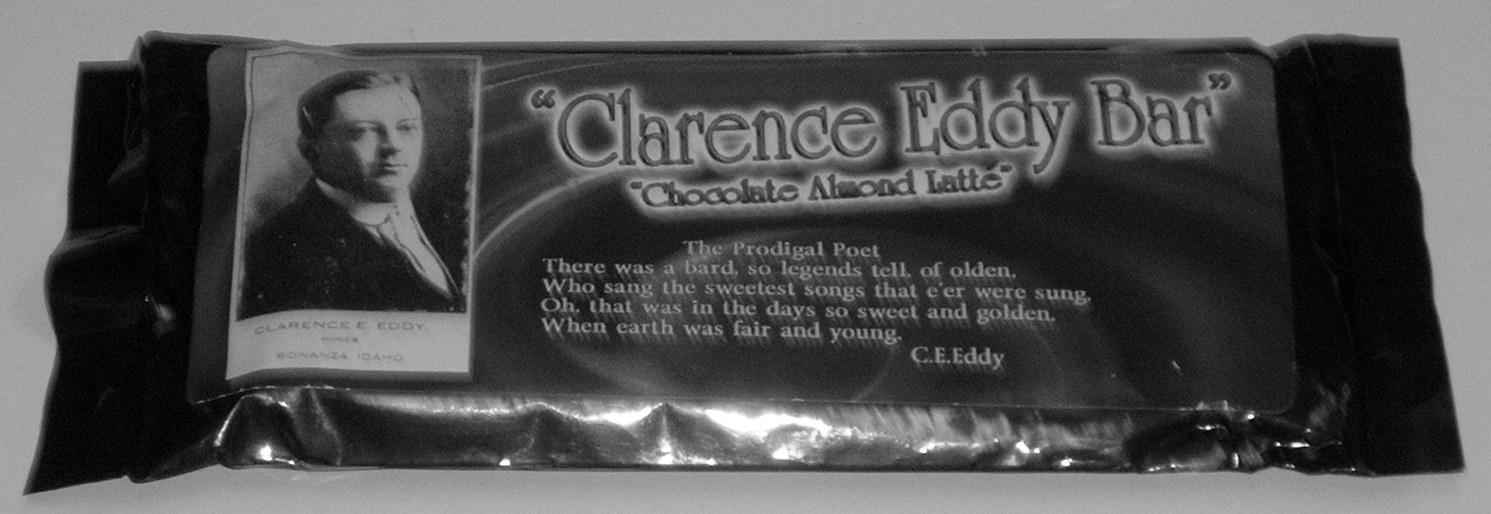 “Clarence Eddy Bar”
"Chocolate Almond Latte"
The Prodigal Poet
There was a bard, so legends tell, of olden,
Who sang the sweetest songs that e'er were sung,
Oh, that was in the days so sweet and golden,
When earth was fair and young.
C.E.Eddy
CLARENCE E. EDDY.
MINES
BONANZA IDAHO